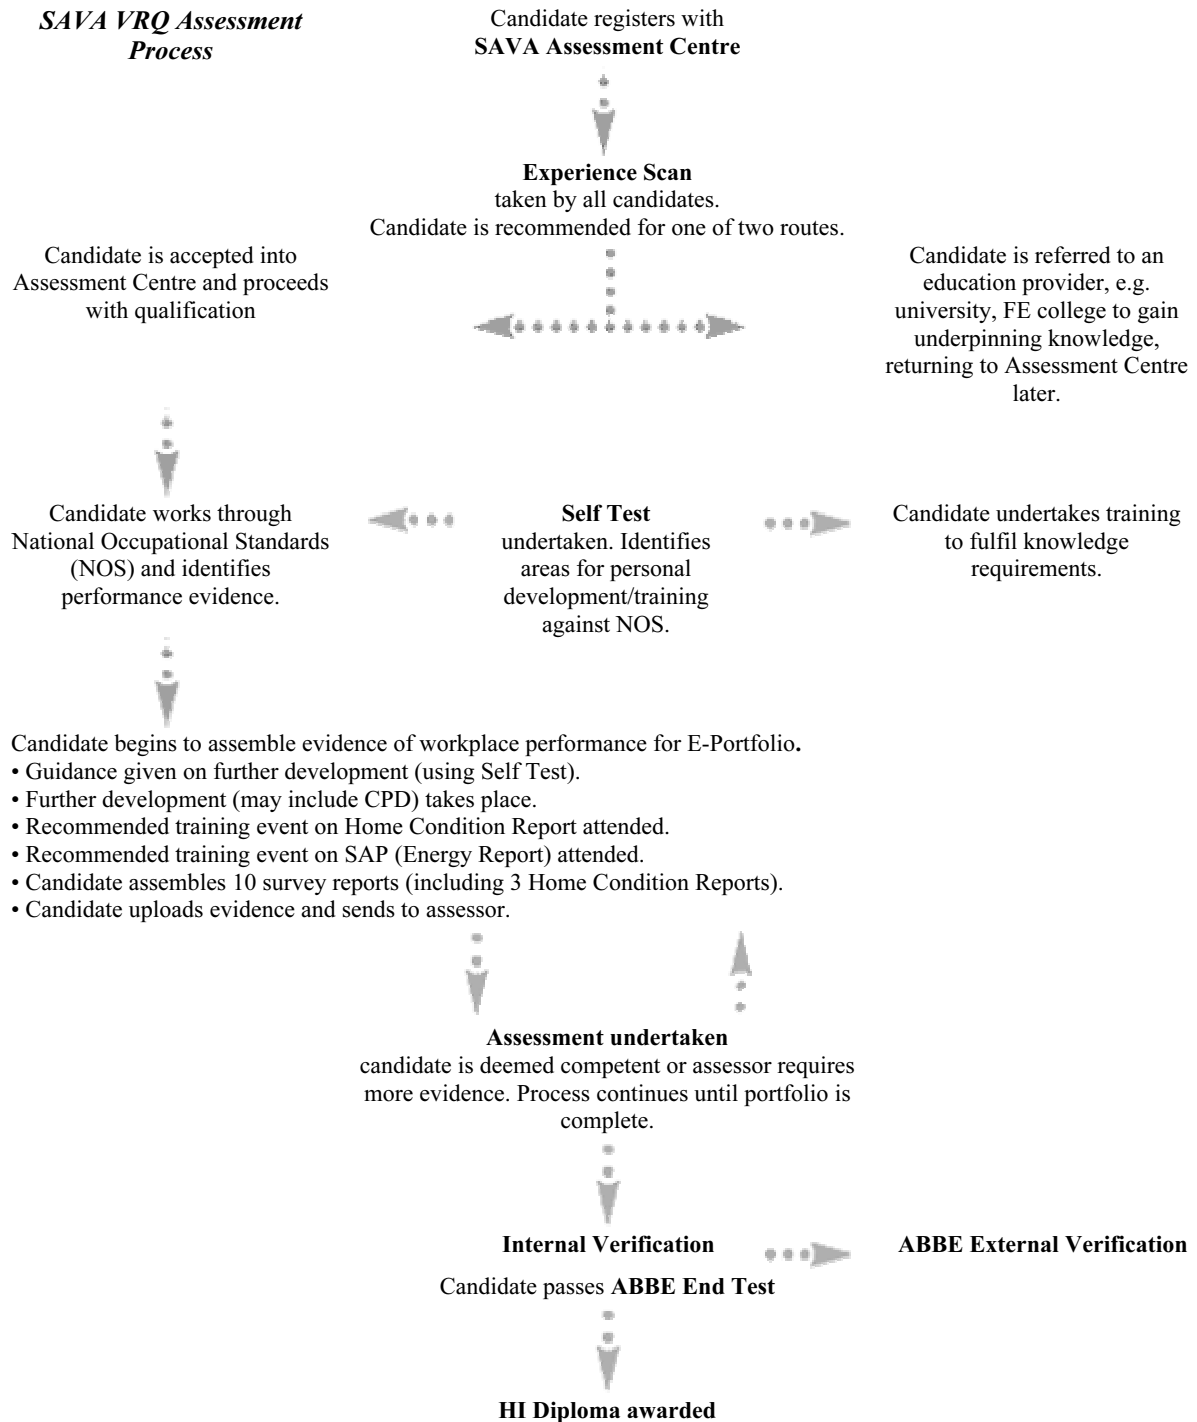 SAVA VRQ Assessment
Process
Candidate registers with
SAVA Assessment Centre
Experience Scan
taken by all candidates.
Candidate is recommended for one of two routes.
Candidate is accepted into
Assessment Centre and proceeds
with qualification
Candidate is referred to an
education provider, e.g.
university, FE college to gain
underpinning knowledge,
returning to Assessment Centre
later.
Candidate works through
National Occupational Standards
(NOS) and identifies
performance evidence.
Self Test
undertaken. Identifies
areas for personal
development/training
against NOS.
Candidate undertakes training
to fulfil knowledge
requirements.
Candidate begins to assemble evidence of workplace performance for E-Portfolio.
• Guidance given on further development (using Self Test).
• Further development (may include CPD) takes place.
• Recommended training event on Home Condition Report attended.
• Recommended training event on SAP (Energy Report) attended.
• Candidate assembles 10 survey reports (including 3 Home Condition Reports).
• Candidate uploads evidence and sends to assessor.
Assessment undertaken
candidate is deemed competent or assessor requires
more evidence. Process continues until portfolio is
complete.
Internal Verification
ABBE External Verification
Candidate passes ABBE End Test
HI Diploma awarded